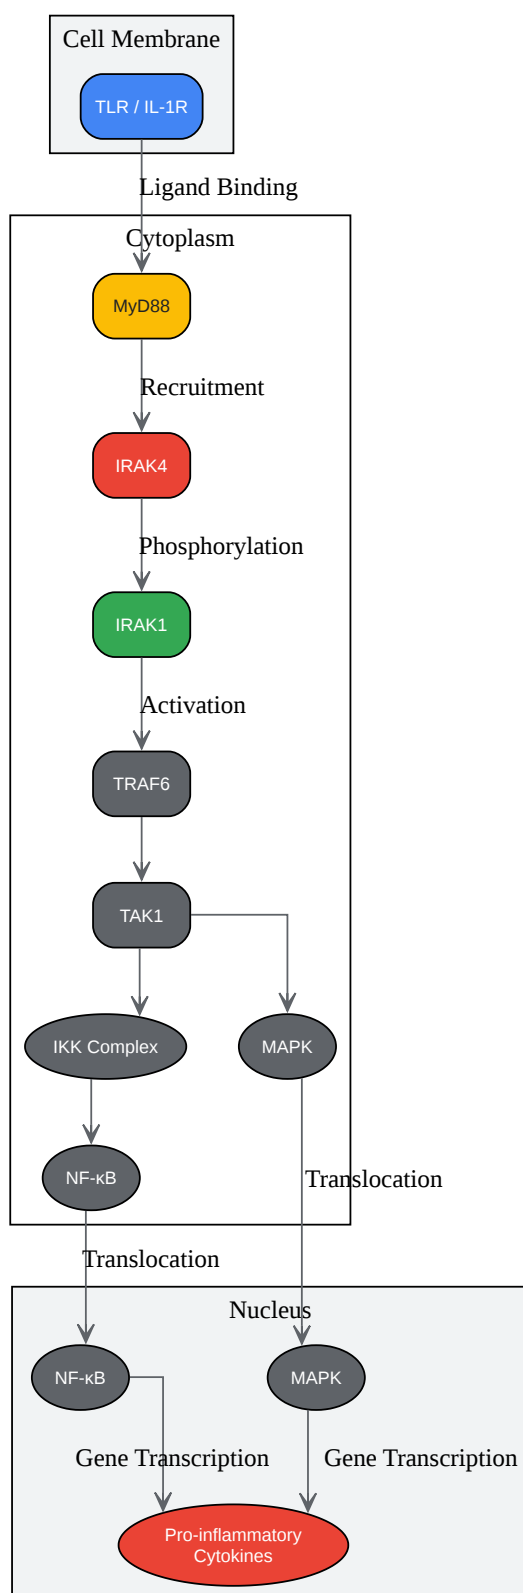 Cell Membrane
TLR / IL-1R
Ligand Binding
Cytoplasm
MyD88
Recruitment
IRAK4
Phosphorylation
IRAK1
Activation
TRAF6
TAK1
IKK Complex
MAPK
NF-κB
Translocation
Translocation
Nucleus
NF-κB
MAPK
Gene Transcription
Gene Transcription
Pro-inflammatory
Cytokines